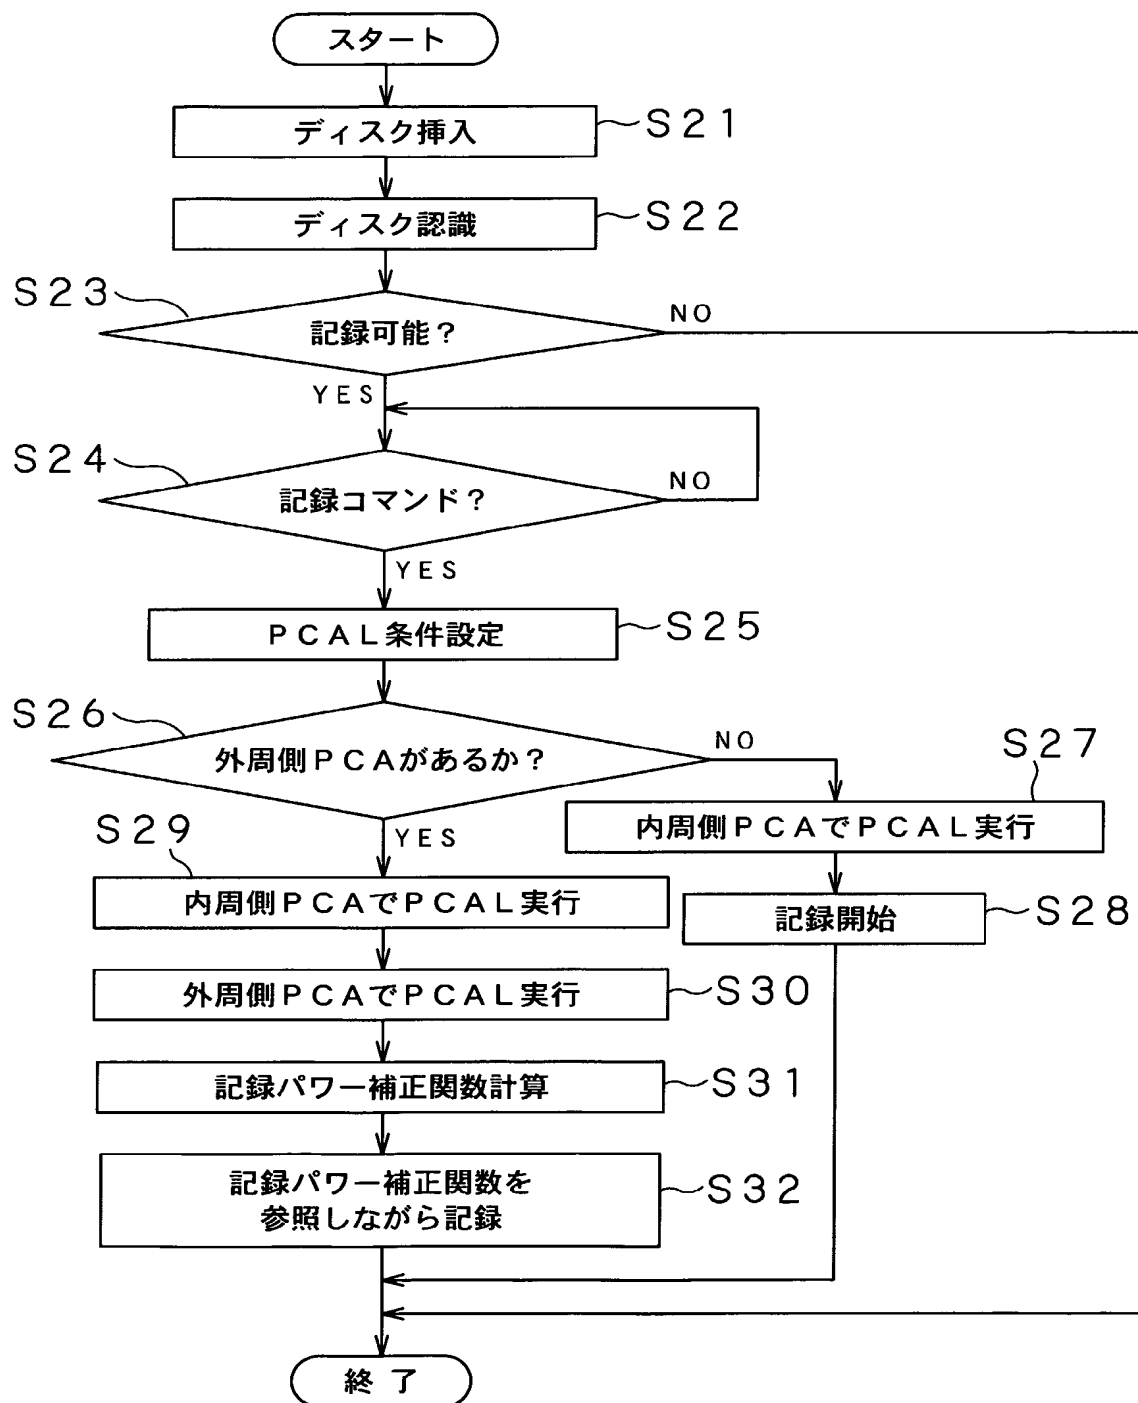 スタート
ディスク挿入
S21
ディスク認識
S22
S23
記録可能?
NO
YES
S24
記録コマンド?
NO
YES
PCAL条件設定
S25
S26
外周側PCAがあるか?
NO
YES
S27
内周側PCAでPCAL実行
記録開始
S28
S29
内周側PCAでPCAL実行
外周側PCAでPCAL実行
S30
記録パワー補正関数計算
S31
記録パワー補正関数を
参照しながら記録
S32
終了